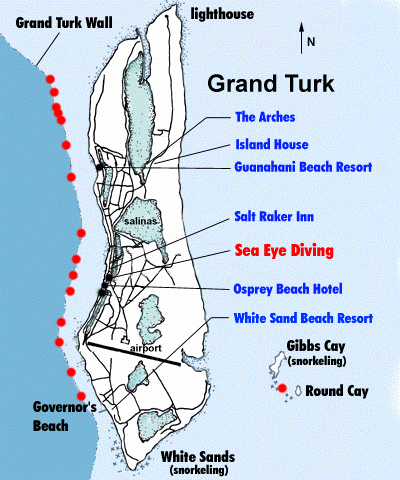 lighthouse
Grand Turk Wall
N
Grand Turk
The Arches
Island House
Guanahani Beach Resort
salinas
Salt Raker Inn
Sea Eye Diving
Osprey Beach Hotel
White Sand Beach Resort
airport
Gibbs Cay
(snorkeling)
Round Cay
Governor's
Beach
White Sands
(snorkeling)